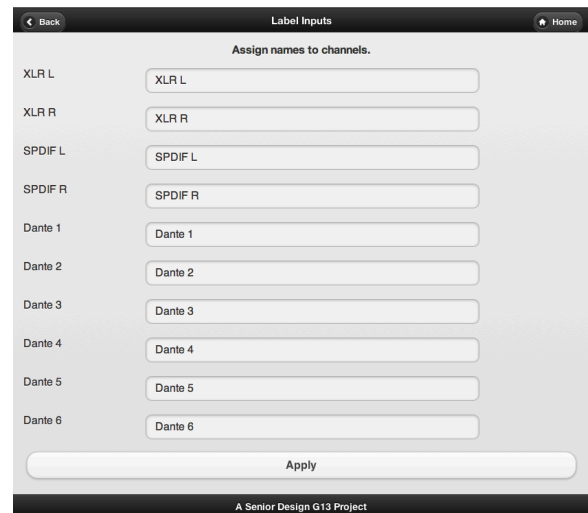 Back Label Inputs Home
Assign names to channels.
XLR L XLR L
XLR R XLR R
SPDIF L SPDIF L
SPDIF R SPDIF R
Dante 1 Dante 1
Dante 2 Dante 2
Dante 3 Dante 3
Dante 4 Dante 4
Dante 5 Dante 5
Dante 6 Dante 6
Apply
A Senior Design G13 Project